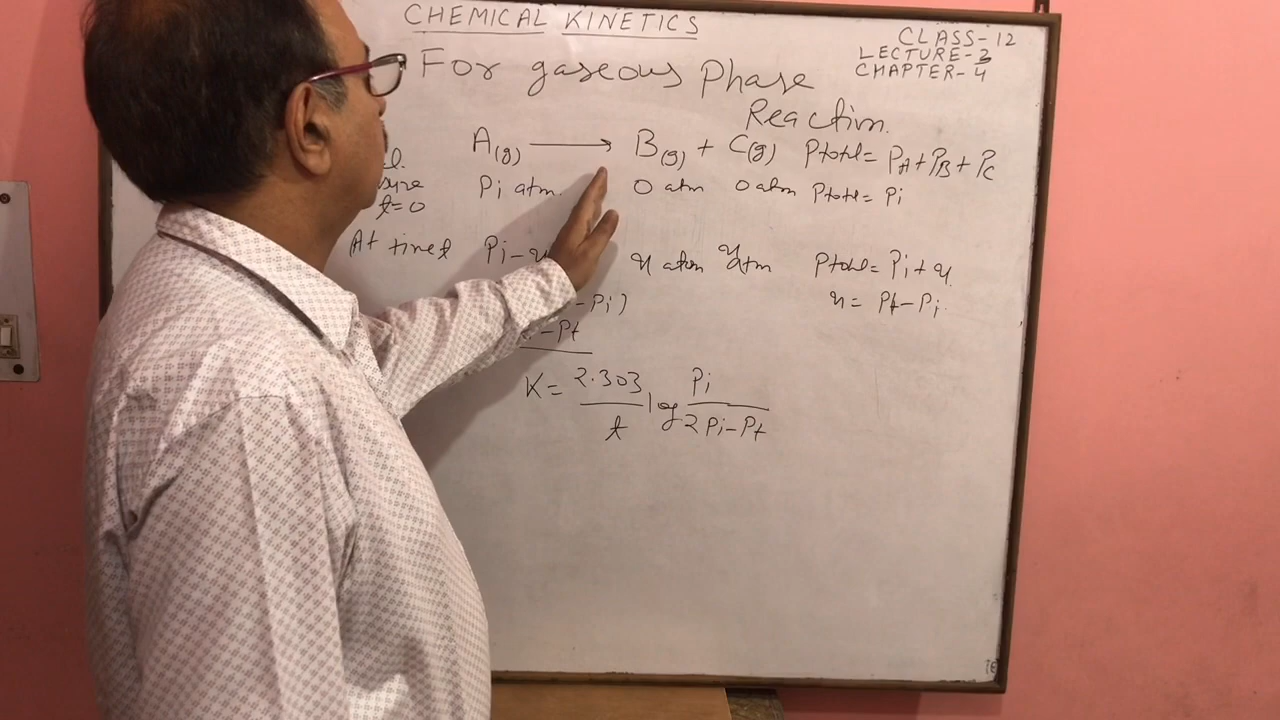 CHEMICAL KINETICS
CLASS-12
LECTURE-3
CHAPTER-4
For gaseous Phase
Reaction.
A(g) ⟶ B(g) + C(g) Ptotal = PA + PB + PC
Pi atm. 0 atm 0 atm Ptotal = Pi
t=0
At time t Pi - x x atm x atm Ptotal = Pi + x
- Pi) x = Pt - Pi
- Pt
K = 2.303/t log Pi/2Pi-Pt